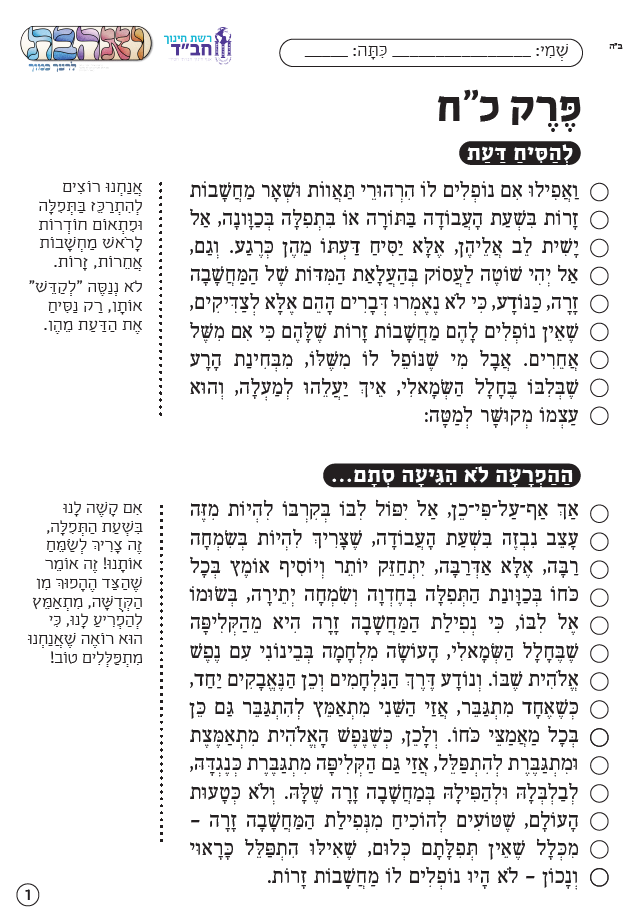 ב"ה
שְׁמִי: ________________ כִּתָּה: _____
רשת חינוך
חב"ד
ואהבת
פֶּרֶק כ"ח
לְהַסִּיחַ דַּעַת
וַאֲפִילוּ אִם נוֹפְלִים לוֹ הִרְהוּרֵי תַּאֲווֹת וּשְׁאָר מַחֲשָׁבוֹת
זָרוֹת בִּשְׁעַת הָעֲבוֹדָה בַּתּוֹרָה אוֹ בִּתְפִלָּה בְּכַוָּונָה, אַל
יָשִׁית לֵב אֲלֵיהֶן, אֶלָּא יַסִּיחַ דַּעְתּוֹ מֵהֶן כְּרֶגַע. וְגַם,
אַל יְהִי שׁוֹטֶה לַעֲסוֹק בְּהַעֲלָאַת הַמִּדּוֹת שֶׁל הַמַּחֲשָׁבָה
זָרָה, כַּנּוֹדָע, כִּי לֹא נֶאֶמְרוּ דְּבָרִים הָהֵם אֶלָּא לְצַדִּיקִים,
שֶׁאֵין נוֹפְלִים לָהֶם מַחֲשָׁבוֹת זָרוֹת שֶׁלָּהֶם כִּי אִם מִשֶּׁל
אֲחֵרִים. אֲבָל מִי שֶׁנּוֹפֵל לוֹ מִשֶּׁלּוֹ, מִבְּחִינַת הָרָע
שֶׁבְּלִבּוֹ בֶּחָלָל הַשְּׂמָאלִי, אֵיךְ יַעֲלֵהוּ לְמַעְלָה, וְהוּא
עַצְמוֹ מְקוּשָּׁר לְמַטָּה:
אֲנַחְנוּ רוֹצִים
לְהִתְרַכֵּז בַּתְּפִלָּה
וּפִתְאוֹם חוֹדְרוֹת
לָרֹאשׁ מַחְשָׁבוֹת
אֲחֵרוֹת, זָרוֹת.
לֹא נְנַסֶּה "לְקַדֵּשׁ"
אוֹתָן, רַק נַסִּיחַ
אֶת הַדַּעַת מֵהֶן.
הַהַפְרָעָה לֹא הִגִּיעָה סְתָם...
אַךְ אַף-עַל-פִּי-כֵן, אַל יִפּוֹל לִבּוֹ בְּקִרְבּוֹ לִהְיוֹת מִזֶּה
עָצֵב נִבְזֶה בִּשְׁעַת הָעֲבוֹדָה, שֶׁצָּרִיךְ לִהְיוֹת בְּשִׂמְחָה
רַבָּה, אֶלָּא אַדְּרַבָּה, יִתְחַזֵּק יוֹתֵר וְיוֹסִיף אוֹמֶץ בְּכָל
כֹּחוֹ בְּכַוָּונַת הַתְּפִלָּה בְּחֶדְוָה וְשִׂמְחָה יְתֵירָה, בְּשׂוּמוֹ
אֶל לִבּוֹ, כִּי נְפִילַת הַמַּחֲשָׁבָה זָרָה הִיא מֵהַקְּלִיפָּה
שֶׁבֶּחָלָל הַשְּׂמָאלִי, הָעוֹשָׂה מִלְחָמָה בְּבֵינוֹנִי עִם נֶפֶשׁ
אֱלֹהִית שֶׁבּוֹ. וְנוֹדָע דֶּרֶךְ הַנִּלְחָמִים וְכֵן הַנֶּאֱבָקִים יַחַד,
כְּשֶׁאֶחָד מִתְגַּבֵּר, אֲזַי הַשֵּׁנִי מִתְאַמֵּץ לְהִתְגַּבֵּר גַּם כֵּן
בְּכָל מַאֲמַצֵּי כֹּחוֹ. וְלָכֵן, כְּשֶׁנֶּפֶשׁ הָאֱלֹהִית מִתְאַמֶּצֶת
וּמִתְגַּבֶּרֶת לְהִתְפַּלֵּל, אֲזַי גַּם הַקְּלִיפָּה מִתְגַּבֶּרֶת כְּנֶגְדָּהּ,
לְבַלְבְּלָהּ וּלְהַפִּילָהּ בְּמַחֲשָׁבָה זָרָה שֶׁלָּהּ. וְלֹא כְּטָעוּת
הָעוֹלָם, שֶׁטּוֹעִים לְהוֹכִיחַ מִנְּפִילַת הַמַּחֲשָׁבָה זָרָה –
מִכְּלָל שֶׁאֵין תְּפִלָּתָם כְּלוּם, שֶׁאִילּוּ הִתְפַּלֵּל כָּרָאוּי
וְנָכוֹן – לֹא הָיוּ נוֹפְלִים לוֹ מַחֲשָׁבוֹת זָרוֹת.
אִם קָשֶׁה לָנוּ
בִּשְׁעַת הַתְּפִלָּה,
זֶה צָרִיךְ לְשַׂמֵּחַ
אוֹתָנוּ! זֶה אוֹמֵר
שֶׁהַצַּד הֶהָפוּךְ מִן
הַקְּדֻשָּׁה, מִתְאַמֵּץ
לְהַפְרִיעַ לָנוּ, כִּי
הוּא רוֹאֶה שֶׁאֲנַחְנוּ
מִתְפַּלְּלִים טוֹב!
1